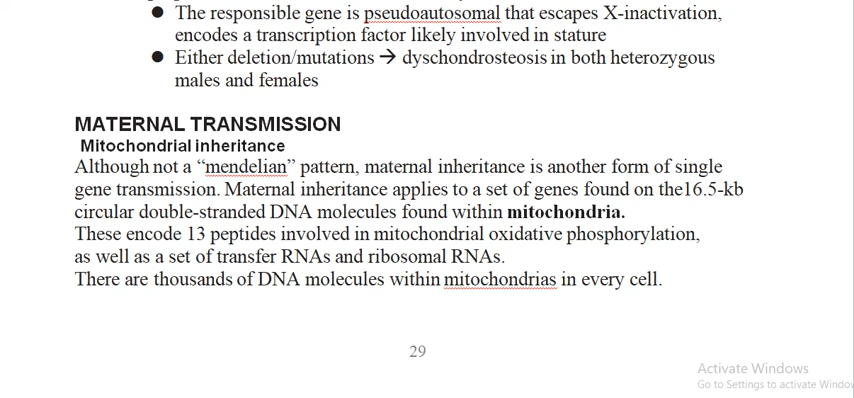 ● The responsible gene is pseudoautosomal that escapes X-inactivation,
encodes a transcription factor likely involved in stature
● Either deletion/mutations → dyschondrosteosis in both heterozygous
males and females
MATERNAL TRANSMISSION
Mitochondrial inheritance
Although not a “mendelian” pattern, maternal inheritance is another form of single
gene transmission. Maternal inheritance applies to a set of genes found on the16.5-kb
circular double-stranded DNA molecules found within mitochondria.
These encode 13 peptides involved in mitochondrial oxidative phosphorylation,
as well as a set of transfer RNAs and ribosomal RNAs.
There are thousands of DNA molecules within mitochondrias in every cell.
29
Activate Windows
Go to Settings to activate Window